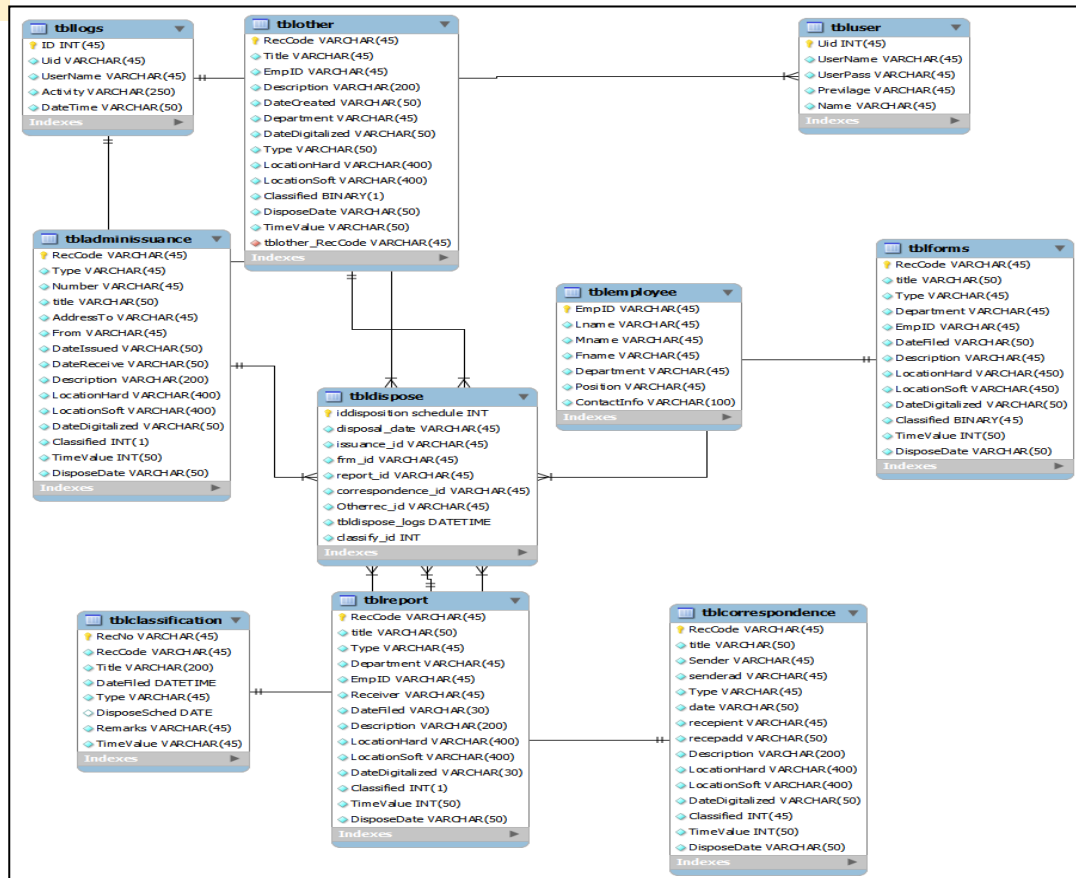 tbllogs
ID INT(45)
Uid VARCHAR(45)
UserName VARCHAR(45)
Activity VARCHAR(250)
DateTime VARCHAR(50)
Indexes
tblother
RecCode VARCHAR(45)
Title VARCHAR(45)
EmpID VARCHAR(45)
Description VARCHAR(200)
DateCreated VARCHAR(50)
Department VARCHAR(45)
DateDigitalized VARCHAR(50)
Type VARCHAR(50)
LocationHard VARCHAR(400)
LocationSoft VARCHAR(400)
Classified BINARY(1)
DisposeDate VARCHAR(50)
TimeValue VARCHAR(50)
tblother_RecCode VARCHAR(45)
Indexes
tbluser
Uid INT(45)
UserName VARCHAR(45)
UserPass VARCHAR(45)
Previlage VARCHAR(45)
Name VARCHAR(45)
Indexes
tbladminissuance
RecCode VARCHAR(45)
Type VARCHAR(45)
Number VARCHAR(45)
title VARCHAR(50)
AddressTo VARCHAR(45)
From VARCHAR(45)
DateIssued VARCHAR(50)
DateReceive VARCHAR(50)
Description VARCHAR(200)
LocationHard VARCHAR(400)
LocationSoft VARCHAR(400)
DateDigitalized VARCHAR(50)
Classified INT(1)
TimeValue INT(50)
DisposeDate VARCHAR(50)
Indexes
tblemployee
EmpID VARCHAR(45)
Lname VARCHAR(45)
Mname VARCHAR(45)
Fname VARCHAR(45)
Department VARCHAR(45)
Position VARCHAR(45)
ContactInfo VARCHAR(100)
Indexes
tblforms
RecCode VARCHAR(45)
title VARCHAR(50)
Type VARCHAR(45)
Department VARCHAR(45)
EmpID VARCHAR(45)
DateFiled VARCHAR(50)
Description VARCHAR(45)
LocationHard VARCHAR(450)
LocationSoft VARCHAR(450)
DateDigitalized VARCHAR(50)
Classified BINARY(45)
TimeValue INT(50)
DisposeDate VARCHAR(50)
Indexes
tbldispose
iddisposition schedule INT
disposal_date VARCHAR(45)
issuance_id VARCHAR(45)
frm_id VARCHAR(45)
report_id VARCHAR(45)
correspondence_id VARCHAR(45)
Otherrec_id VARCHAR(45)
tbldispose_logs DATETIME
classify_id INT
Indexes
tblclassification
RecNo VARCHAR(45)
RecCode VARCHAR(45)
Title VARCHAR(200)
DateFiled DATETIME
Type VARCHAR(45)
DisposeSched DATE
Remarks VARCHAR(45)
TimeValue VARCHAR(45)
Indexes
tblreport
RecCode VARCHAR(45)
title VARCHAR(50)
Type VARCHAR(45)
Department VARCHAR(45)
EmpID VARCHAR(45)
Receiver VARCHAR(45)
DateFiled VARCHAR(30)
Description VARCHAR(200)
LocationHard VARCHAR(400)
LocationSoft VARCHAR(400)
DateDigitalized VARCHAR(30)
Classified INT(1)
TimeValue INT(50)
DisposeDate VARCHAR(50)
Indexes
tblcorrespondence
RecCode VARCHAR(45)
title VARCHAR(50)
Sender VARCHAR(45)
senderad VARCHAR(45)
Type VARCHAR(45)
date VARCHAR(50)
recepient VARCHAR(45)
recepadd VARCHAR(50)
Description VARCHAR(200)
LocationHard VARCHAR(400)
LocationSoft VARCHAR(400)
DateDigitalized VARCHAR(50)
Classified INT(45)
TimeValue INT(50)
DisposeDate VARCHAR(50)
Indexes